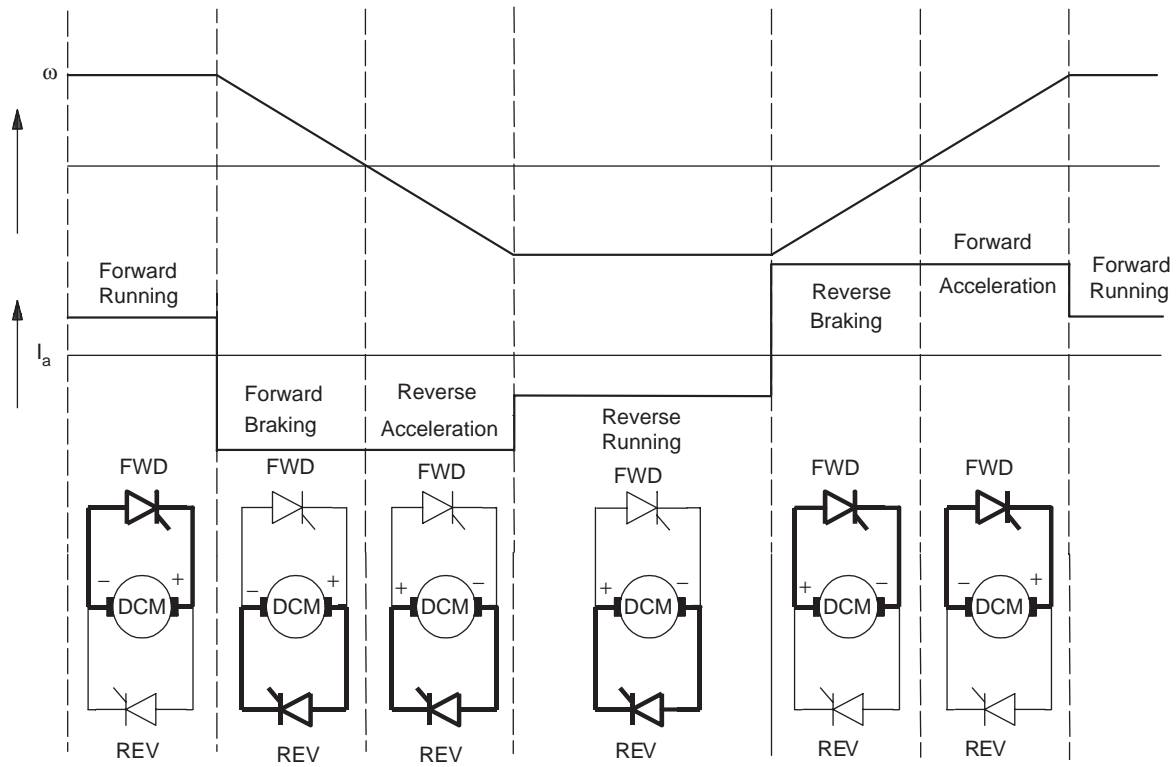 ω
Forward
Running
Forward
Acceleration
Forward
Running
Reverse
Braking
I_a
Forward
Braking
Reverse
Acceleration
Reverse
Running
FWD FWD FWD FWD FWD FWD
− + − + + − + − + − − +
DCM DCM DCM DCM DCM DCM
REV REV REV REV REV REV